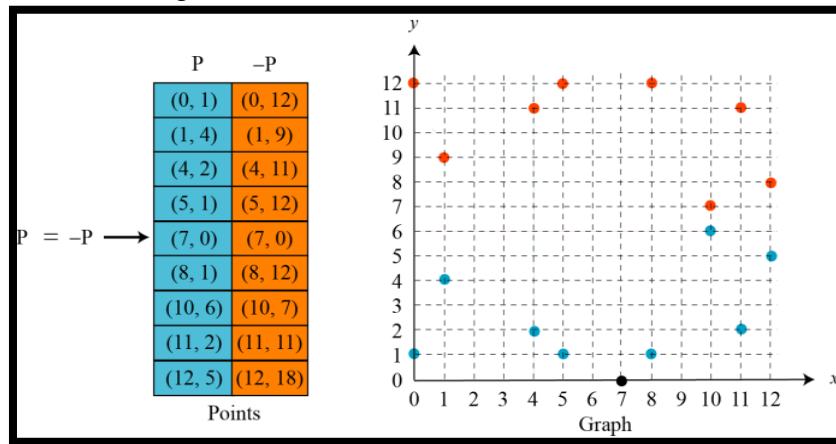 P –P
(0, 1) (0, 12)
(1, 4) (1, 9)
(4, 2) (4, 11)
(5, 1) (5, 12)
P = –P (7, 0) (7, 0)
(8, 1) (8, 12)
(10, 6) (10, 7)
(11, 2) (11, 11)
(12, 5) (12, 18)
Points
y
12
11
10
9
8
7
6
5
4
3
2
1
0
x
0 1 2 3 4 5 6 7 8 9 10 11 12
Graph